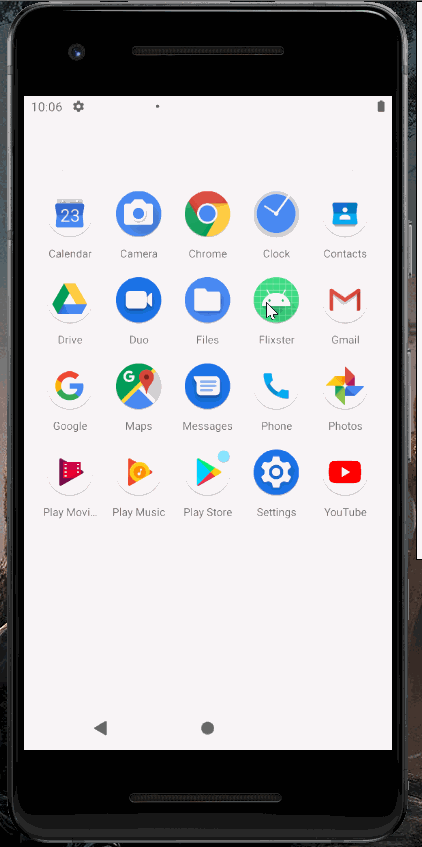 10:06
23
Calendar Camera Chrome Clock Contacts
Drive Duo Files Flixster Gmail
G G
Google Maps Messages Phone Photos
Play Movi... Play Music Play Store Settings YouTube